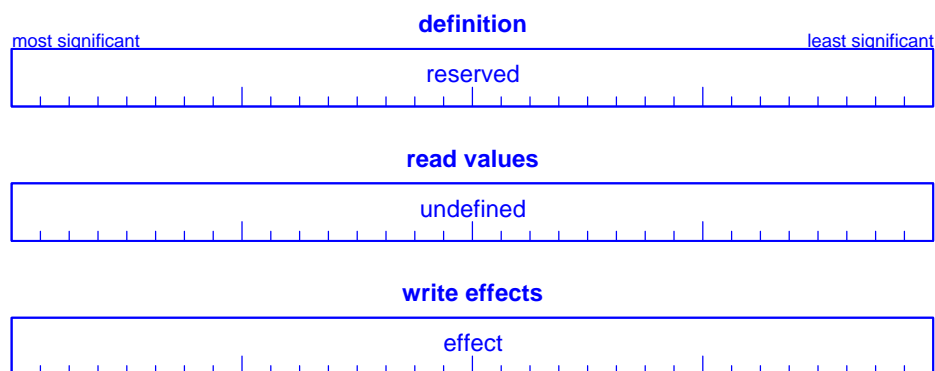 definition
most significant least significant
reserved
read values
undefined
write effects
effect